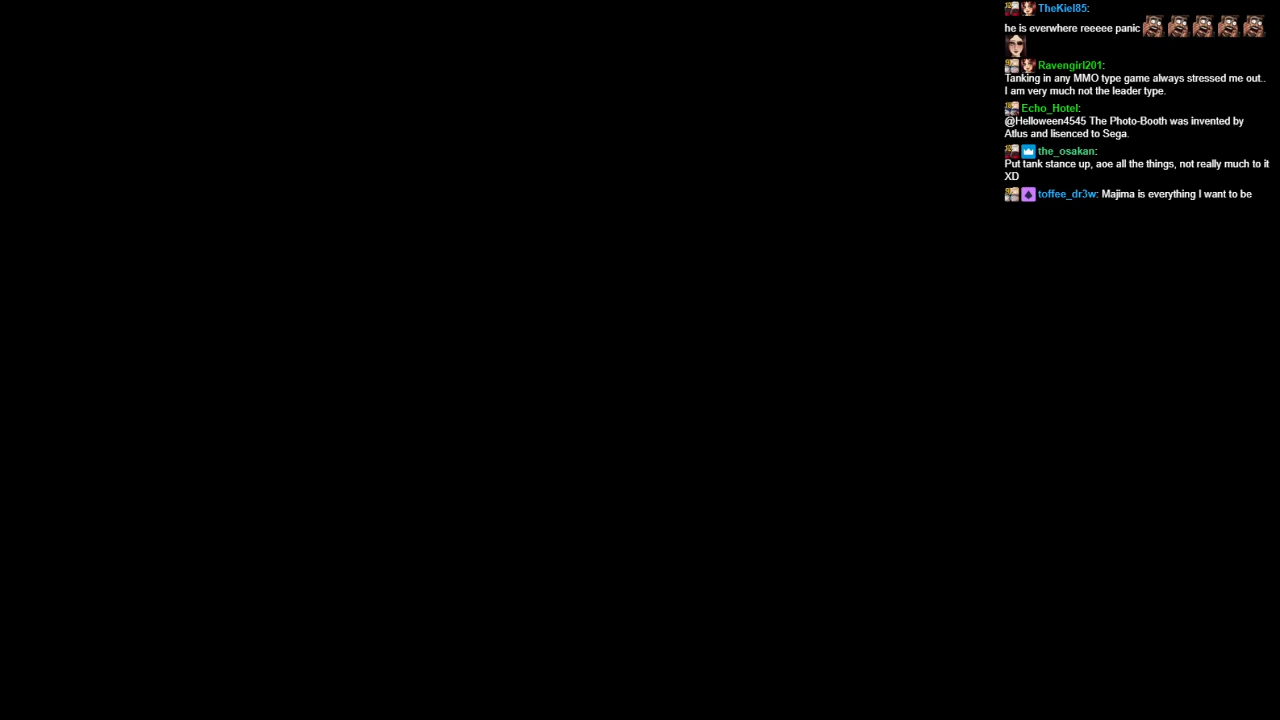 TheKiel85:
he is everwhere reeeee panic
Ravengirl201:
Tanking in any MMO type game always stressed me out..
I am very much not the leader type.
Echo_Hotel:
@Helloween4545 The Photo-Booth was invented by
Atlus and lisenced to Sega.
the_osakan:
Put tank stance up, aoe all the things, not really much to it
XD
toffee_dr3w: Majima is everything I want to be